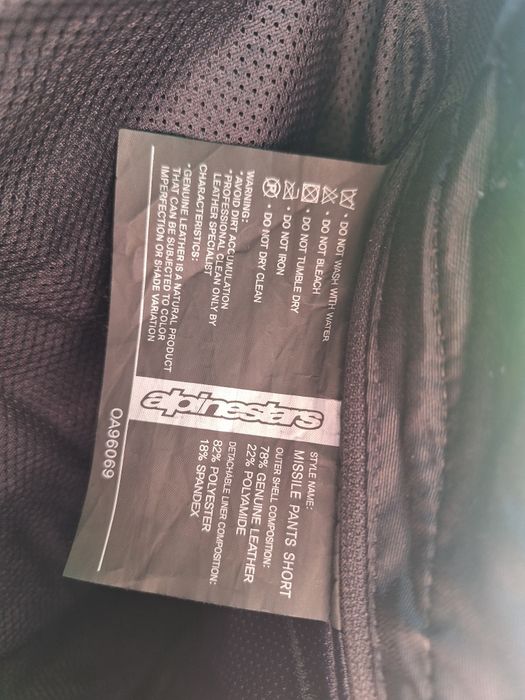 • DO NOT WASH WITH WATER
• DO NOT BLEACH
• DO NOT TUMBLE DRY
• DO NOT IRON
• DO NOT DRY CLEAN
WARNING:
• AVOID DIRT ACCUMULATION
• PROFESSIONAL CLEAN ONLY BY
LEATHER SPECIALIST
CHARACTERISTICS:
• GENUINE LEATHER IS A NATURAL PRODUCT
THAT CAN BE SUBJECTED TO COLOR
IMPERFECTION OR SHADE VARIATION
alpinestars
STYLE NAME:
MISSILE PANTS SHORT
OUTER SHELL COMPOSITION:
78% GENUINE LEATHER
22% POLYAMIDE
DETACHABLE LINER COMPOSITION:
82% POLYESTER
18% SPANDEX
OA96069